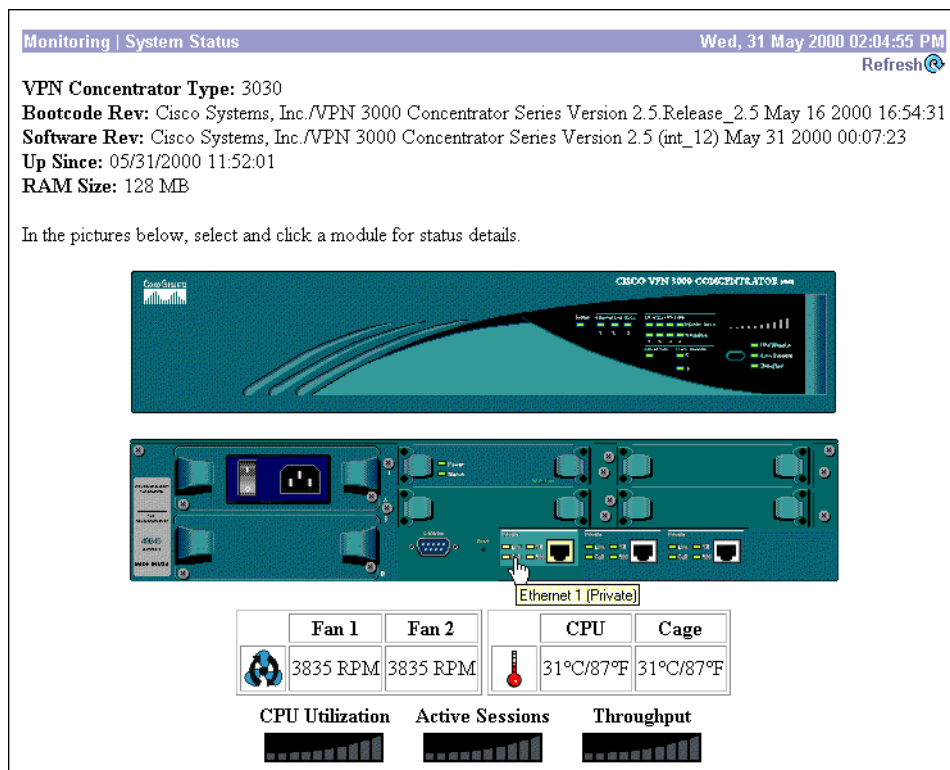 Monitoring | System Status Wed, 31 May 2000 02:04:55 PM
Refresh
VPN Concentrator Type: 3030
Bootcode Rev: Cisco Systems, Inc./VPN 3000 Concentrator Series Version 2.5.Release_2.5 May 16 2000 16:54:31
Software Rev: Cisco Systems, Inc./VPN 3000 Concentrator Series Version 2.5 (int_12) May 31 2000 00:07:23
Up Since: 05/31/2000 11:52:01
RAM Size: 128 MB
In the pictures below, select and click a module for status details.
Cisco Systems
CISCO VPN 3000 CONCENTRATOR
Power
Status
Private
Ethernet 1 (Private)
Fan 1 Fan 2 CPU Cage
3835 RPM 3835 RPM 31°C/87°F 31°C/87°F
CPU Utilization Active Sessions Throughput